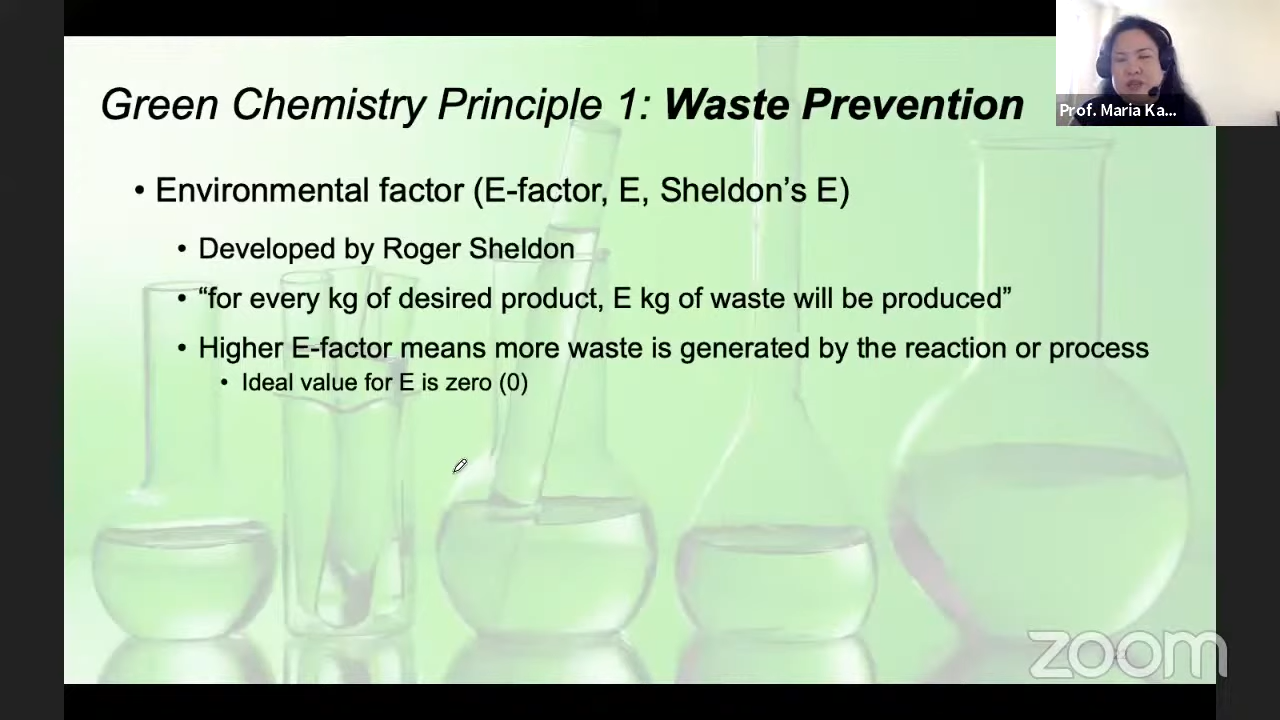 Green Chemistry Principle 1: Waste Prevention
Prof. Maria Ka...
• Environmental factor (E-factor, E, Sheldon’s E)
• Developed by Roger Sheldon
• “for every kg of desired product, E kg of waste will be produced”
• Higher E-factor means more waste is generated by the reaction or process
• Ideal value for E is zero (0)
zoom